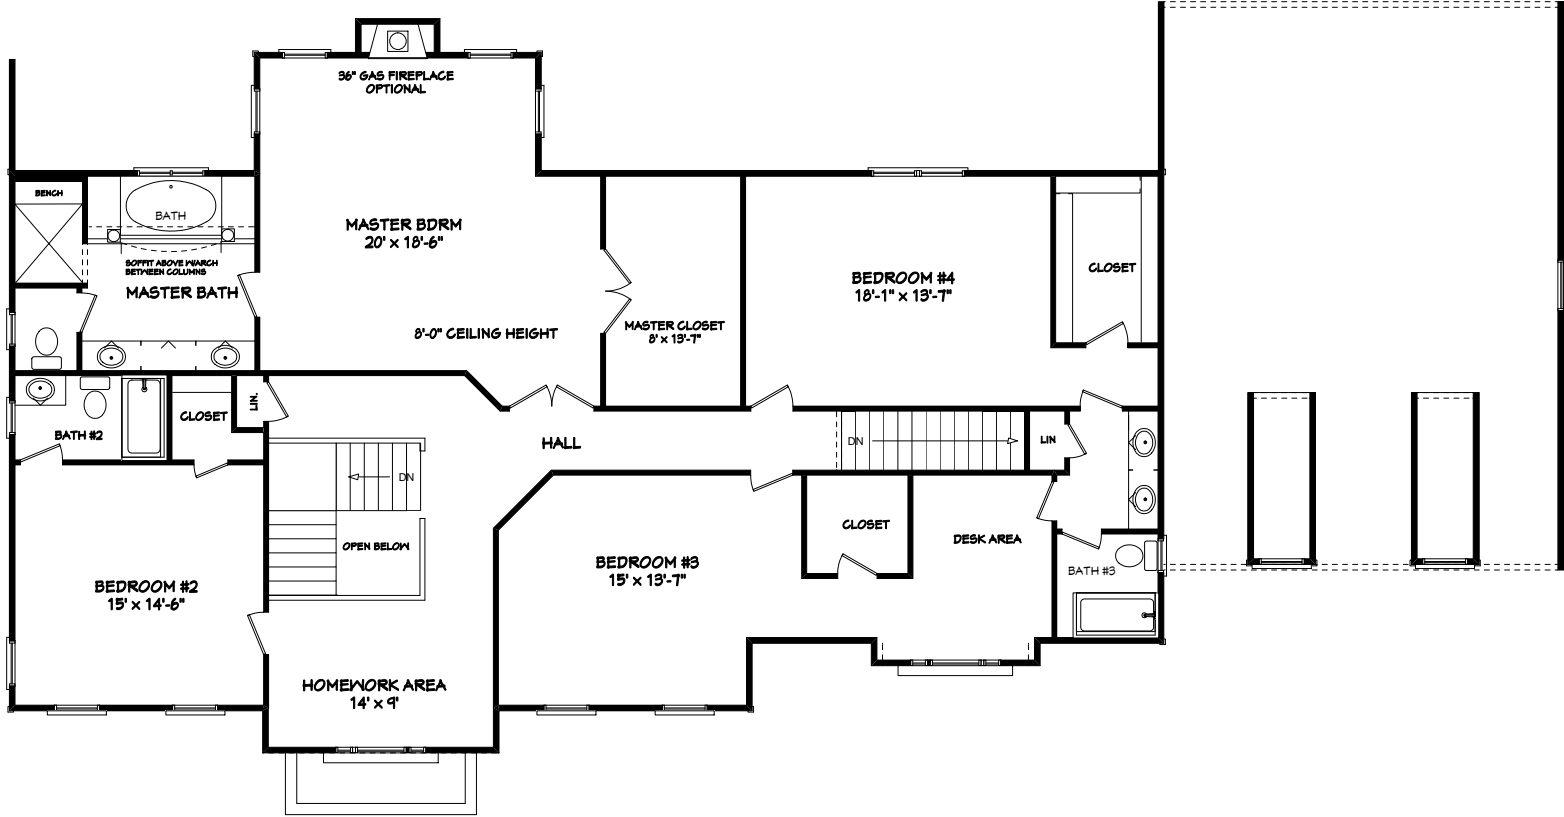 36" GAS FIREPLACE
OPTIONAL
BENCH
BATH
MASTER BDRM
20' x 18'-6"
SOFFIT ABOVE W/ARCH
BETWEEN COLUMNS
MASTER BATH
BEDROOM #4
18'-1" x 13'-7"
CLOSET
8'-0" CEILING HEIGHT
MASTER CLOSET
8' x 13'-7"
LIN.
CLOSET
BATH #2
HALL
DN
LIN
DN
CLOSET
DESK AREA
OPEN BELOW
BEDROOM #3
15' x 13'-7"
BATH #3
BEDROOM #2
15' x 14'-6"
HOMEWORK AREA
14' x 9'